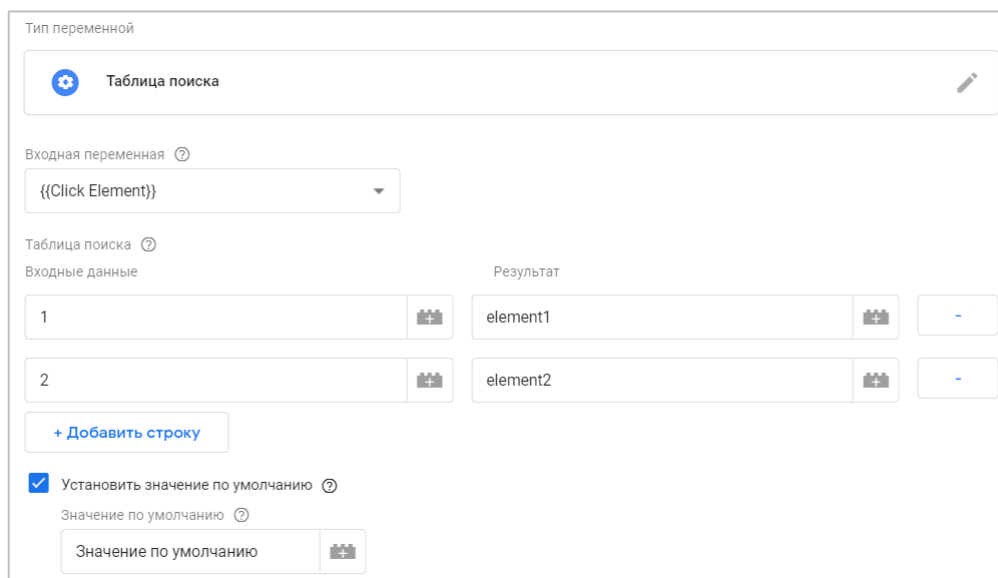 Тип переменной
Таблица поиска
Входная переменная
{{Click Element}}
Таблица поиска
Входные данные Результат
1 element1 -
2 element2 -
+ Добавить строку
Установить значение по умолчанию
Значение по умолчанию
Значение по умолчанию